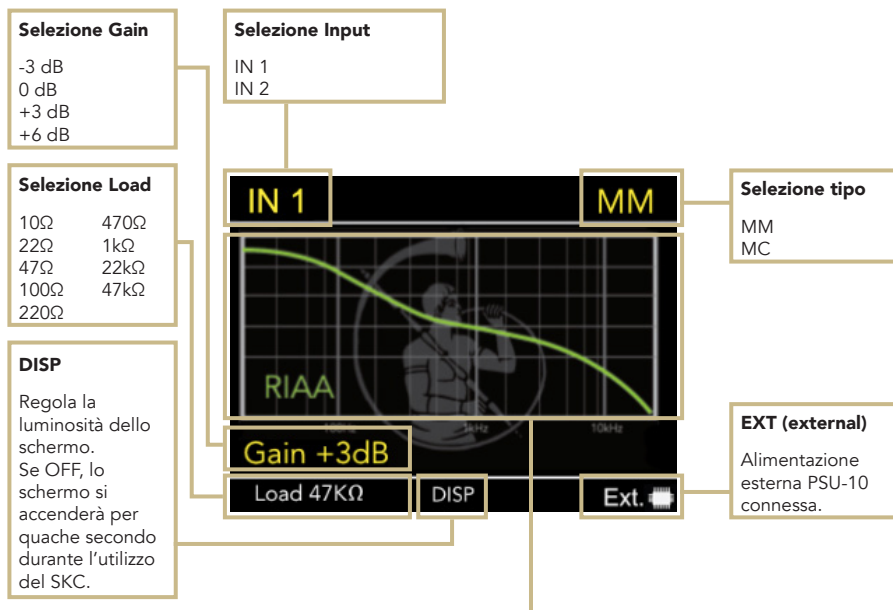 Selezione Gain
-3 dB
0 dB
+3 dB
+6 dB
Selezione Input
IN 1
IN 2
Selezione Load
10Ω 470Ω
22Ω 1kΩ
47Ω 22kΩ
100Ω 47kΩ
220Ω
IN 1
MM
Selezione tipo
MM
MC
RIAA
100Hz 1kHz 10kHz
Gain +3dB
Load 47KΩ
DISP
Ext.
DISP
Regola la
luminosità dello
schermo.
Se OFF, lo
schermo si
accenderà per
quache secondo
durante l'utilizzo
del SKC.
EXT (external)
Alimentazione
esterna PSU-10
connessa.